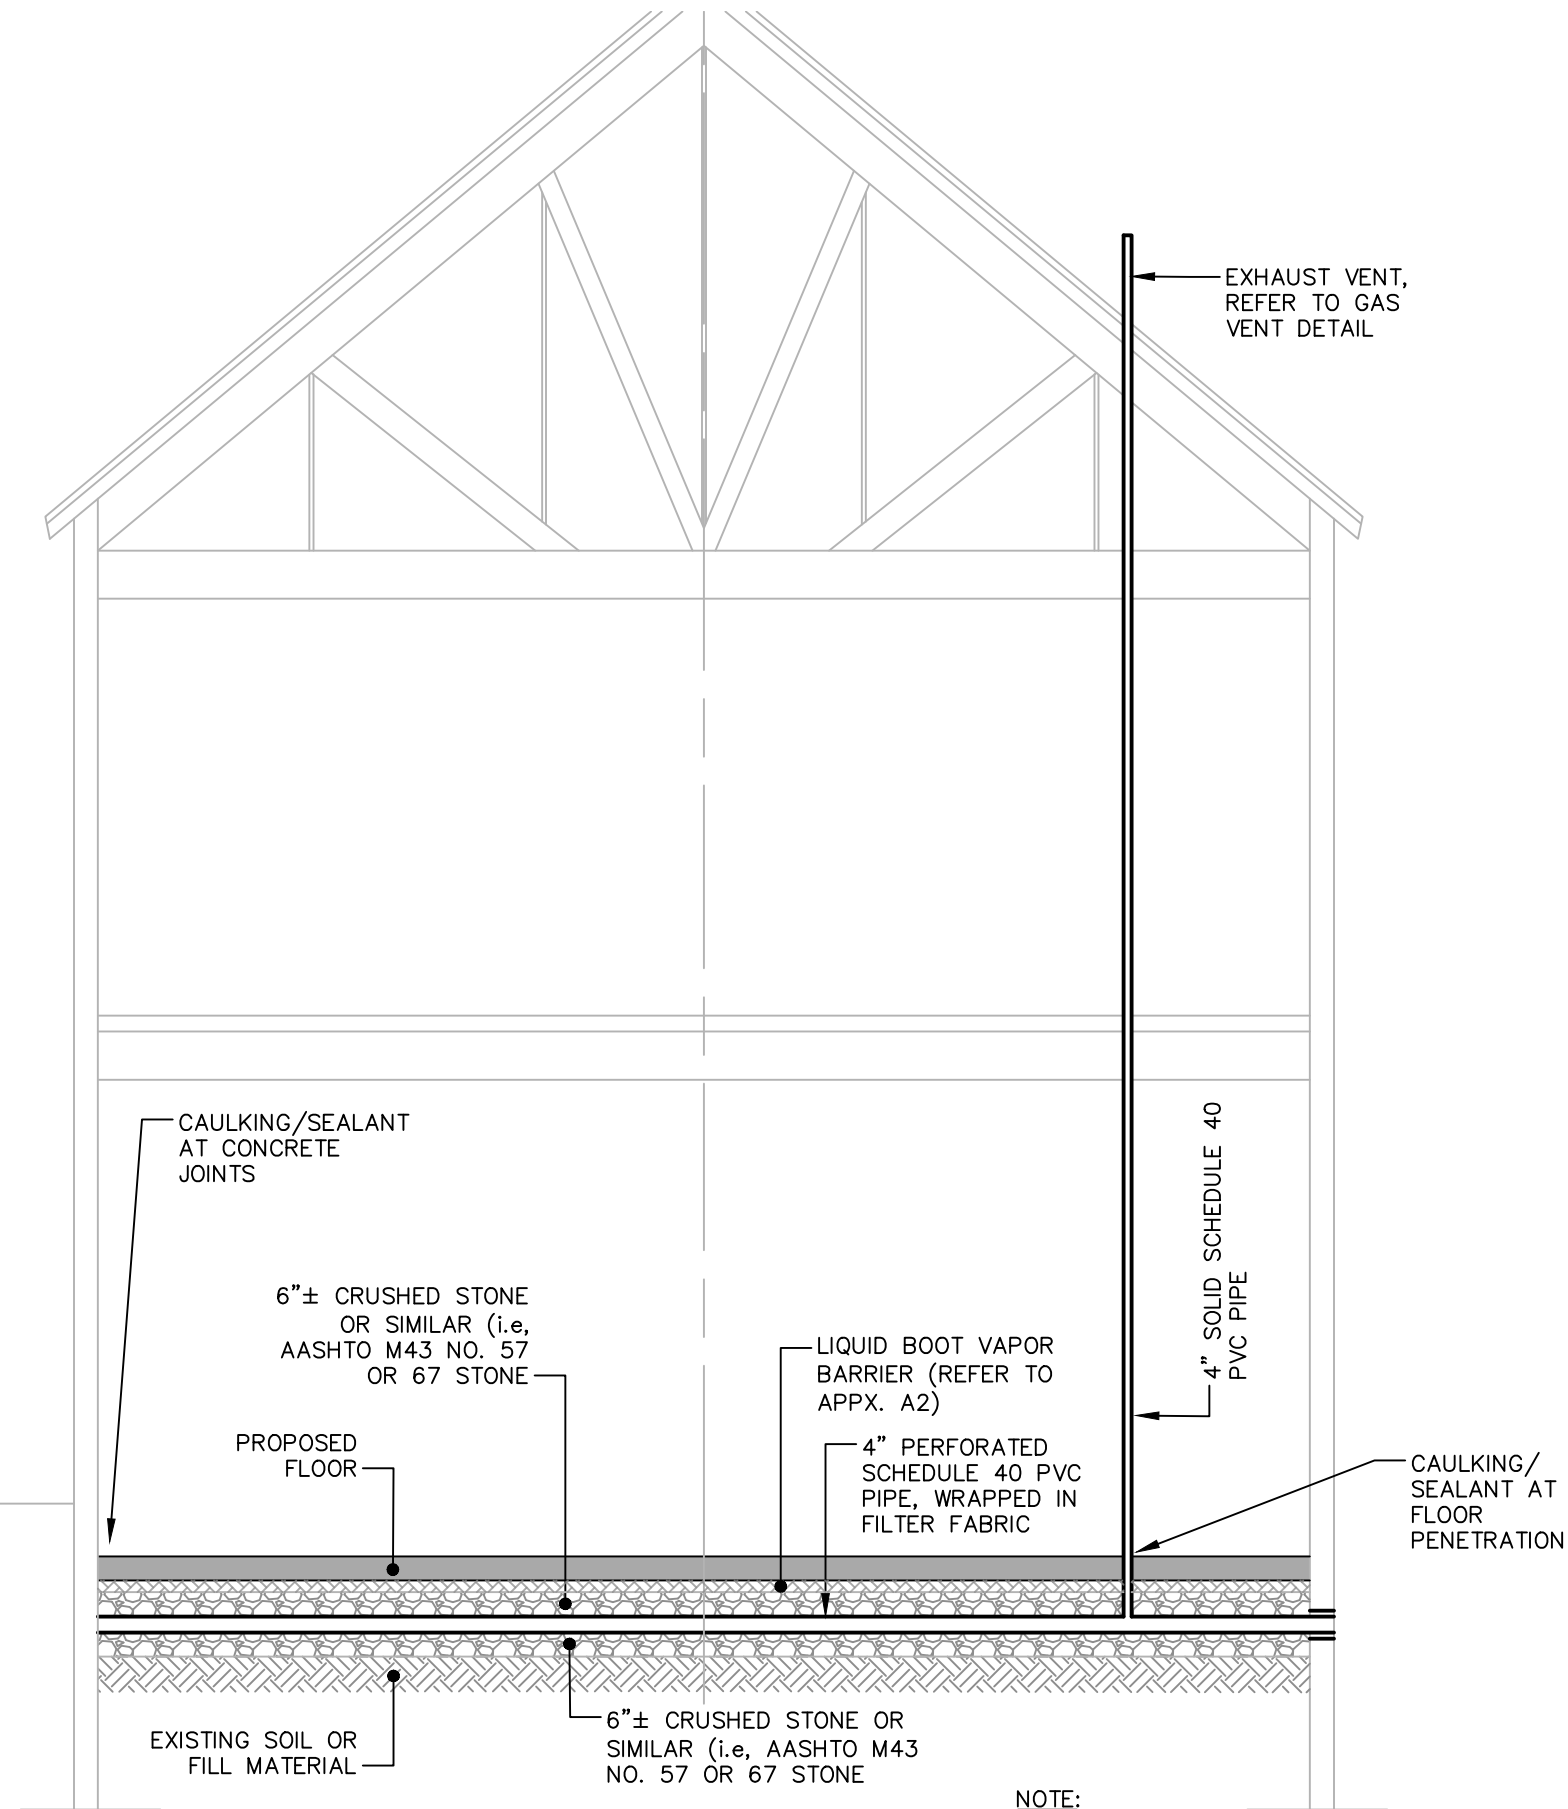 EXHAUST VENT,
REFER TO GAS
VENT DETAIL
CAULKING/SEALANT
AT CONCRETE
JOINTS
4" SOLID SCHEDULE 40
PVC PIPE
6"± CRUSHED STONE
OR SIMILAR (i.e,
AASHTO M43 NO. 57
OR 67 STONE
LIQUID BOOT VAPOR
BARRIER (REFER TO
APPX. A2)
PROPOSED
FLOOR
4" PERFORATED
SCHEDULE 40 PVC
PIPE, WRAPPED IN
FILTER FABRIC
CAULKING/
SEALANT AT
FLOOR
PENETRATION
EXISTING SOIL OR
FILL MATERIAL
6"± CRUSHED STONE OR
SIMILAR (i.e, AASHTO M43
NO. 57 OR 67 STONE
NOTE: